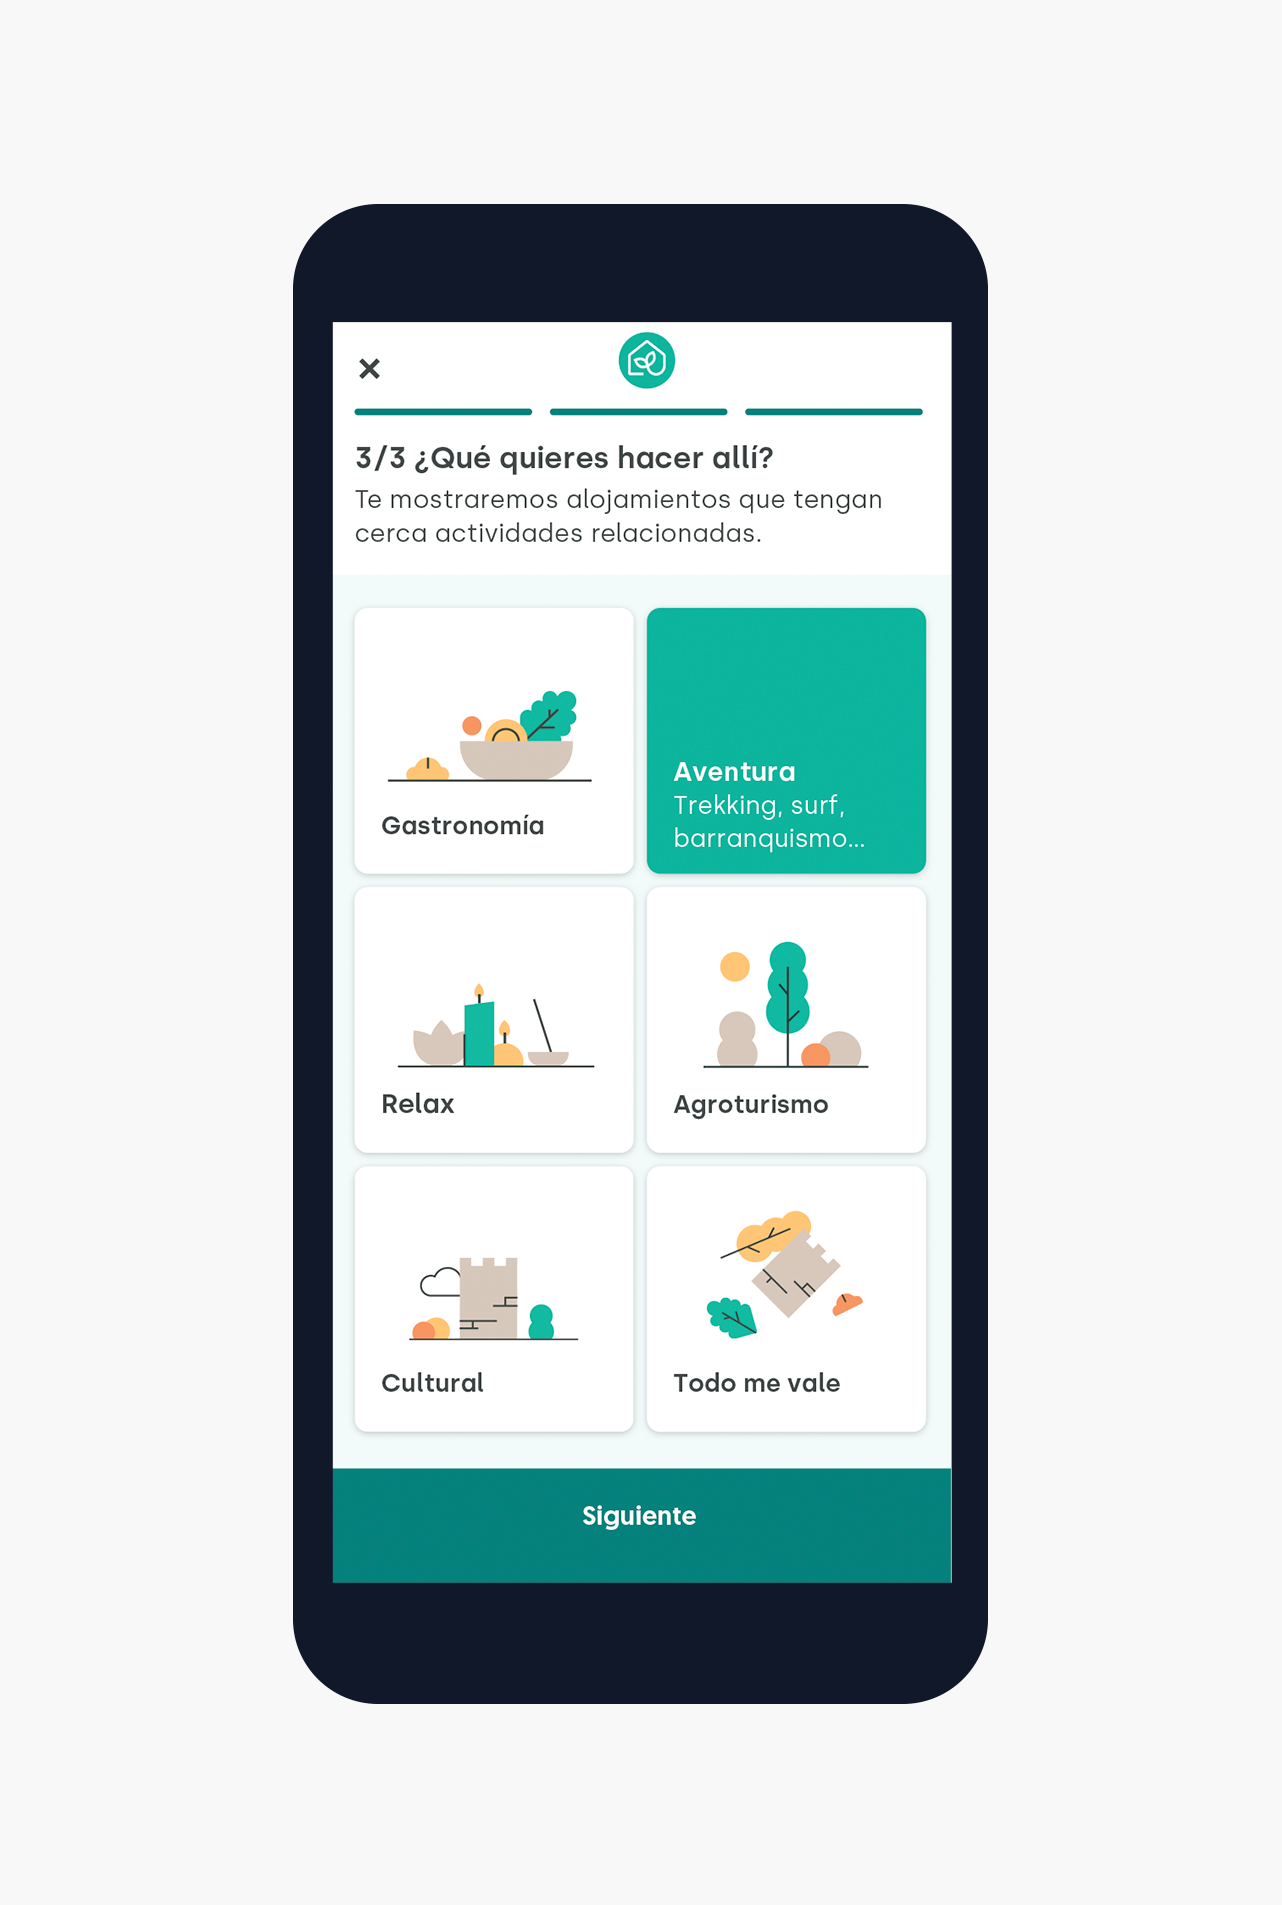 3/3 ¿Qué quieres hacer allí?
Te mostraremos alojamientos que tengan
cerca actividades relacionadas.
Gastronomía
Aventura
Trekking, surf,
barranquismo...
Relax
Agroturismo
Cultural
Todo me vale
Siguiente